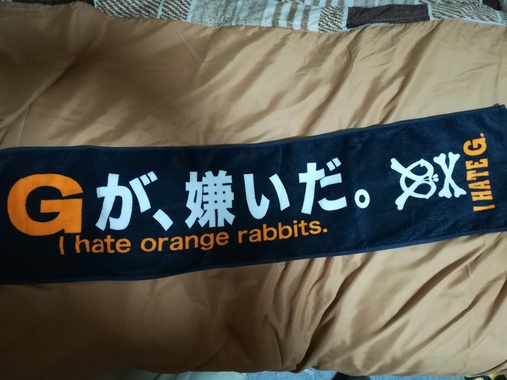 Gが、嫌いだ。
I hate orange rabbits.
I HATE G.